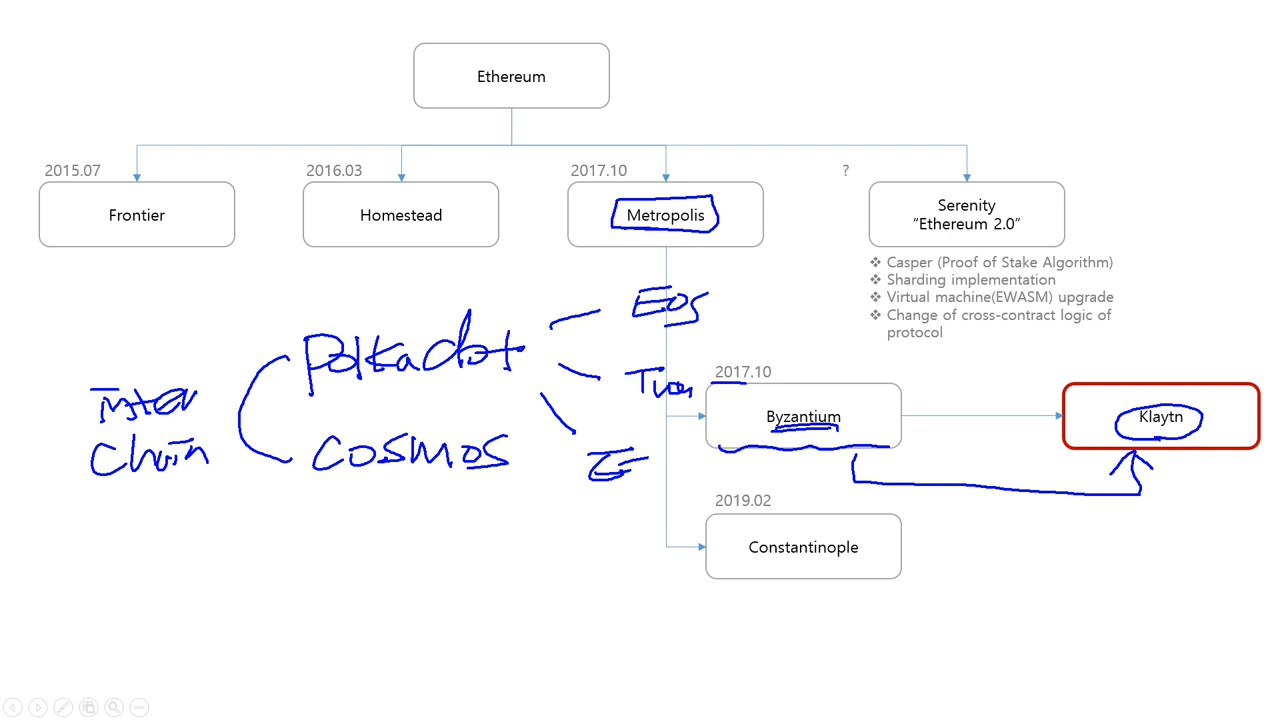 Ethereum
2015.07
2016.03
2017.10
?
Frontier
Homestead
Metropolis
Serenity
“Ethereum 2.0”
❖ Casper (Proof of Stake Algorithm)
❖ Sharding implementation
❖ Virtual machine(EWASM) upgrade
❖ Change of cross-contract logic of
protocol
EOS
Polkadot
Tron
inter
chain
cosmos
2017.10
Byzantium
Klaytn
2019.02
Constantinople